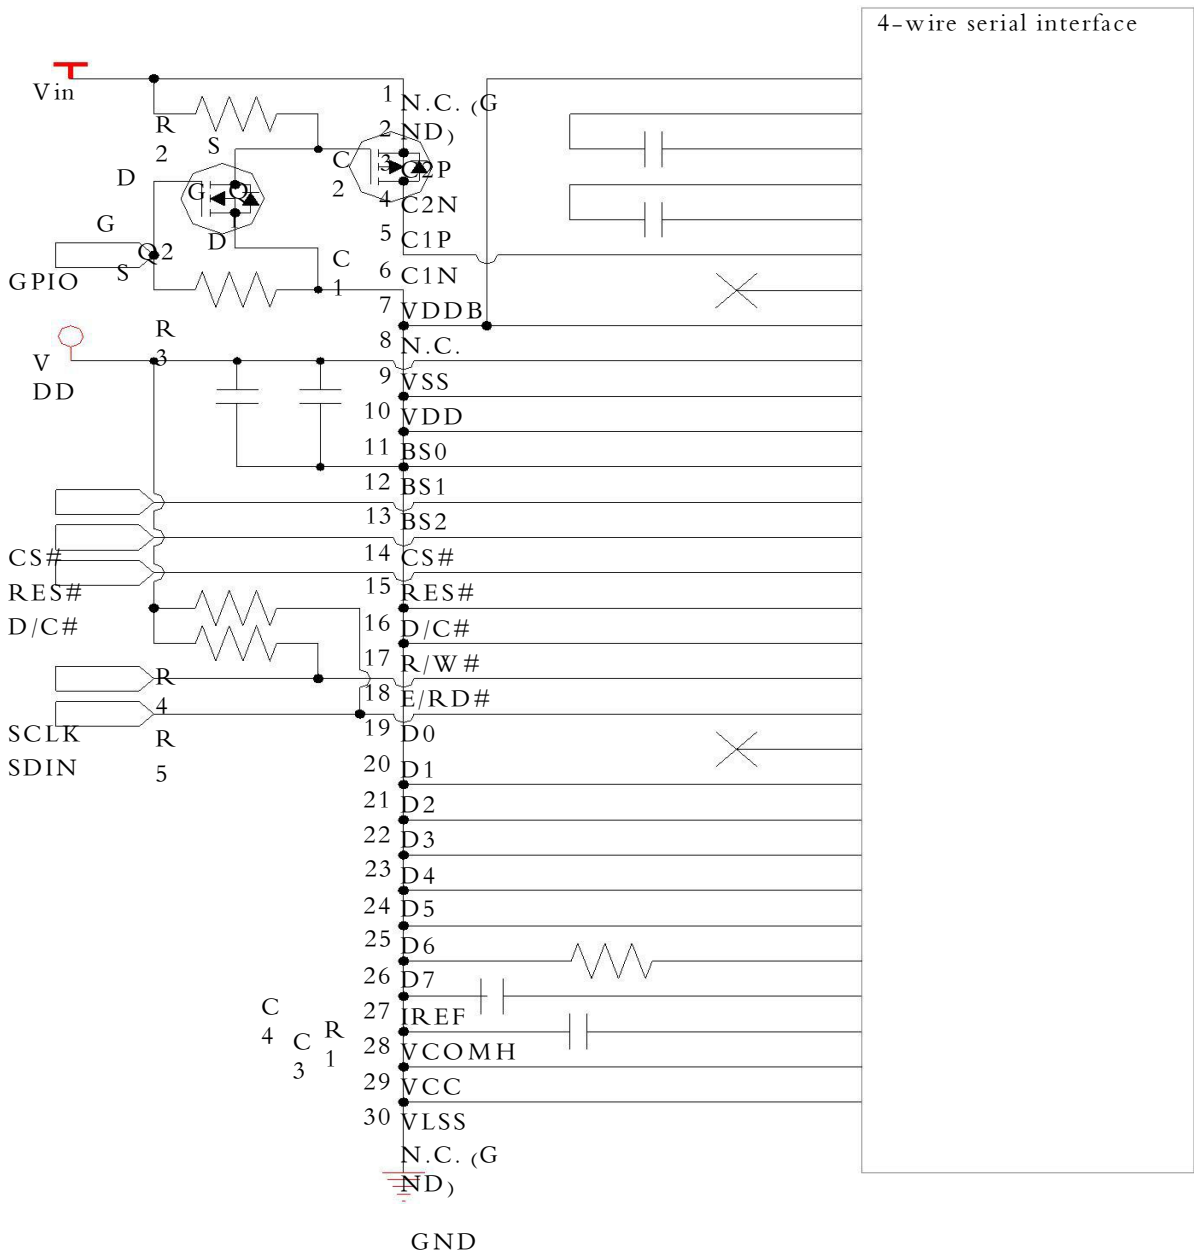 4-wire serial interface
Vin
1 N.C. (G
2 ND)
R
2
S
C
2
3 C2P
D
G Q
1
4 C2N
G
D
5 C1P
Q2
S
GPIO
C
1
6 C1N
7 VDDB
R
3
8 N.C.
V
DD
9 VSS
10 VDD
11 BS0
12 BS1
13 BS2
CS#
14 CS#
RES#
15 RES#
D/C#
16 D/C#
17 R/W#
R
4
18 E/RD#
SCLK
19 D0
R
5
SDIN
20 D1
21 D2
22 D3
23 D4
24 D5
25 D6
26 D7
C
4
27 IREF
R
1
C
3
28 VCOMH
29 VCC
30 VLSS
N.C. (G
ND)
GND